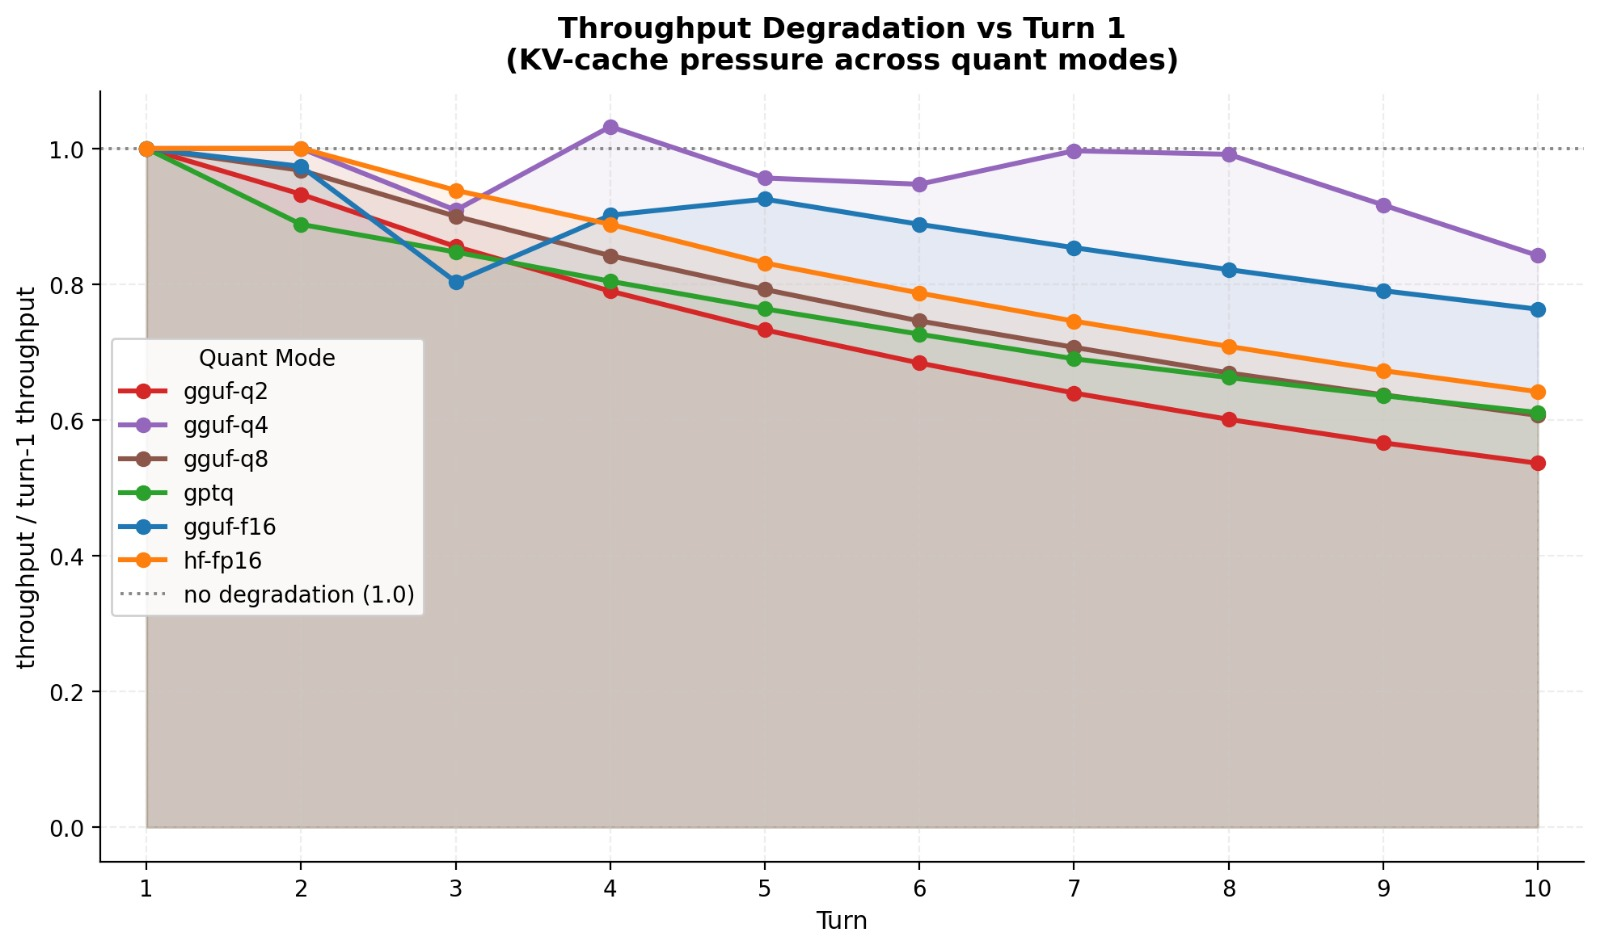 Throughput Degradation vs Turn 1
(KV-cache pressure across quant modes)
throughput / turn-1 throughput
1.0
0.8
0.6
0.4
0.2
0.0
Quant Mode
gguf-q2
gguf-q4
gguf-q8
gptq
gguf-f16
hf-fp16
no degradation (1.0)
1 2 3 4 5 6 7 8 9 10
Turn